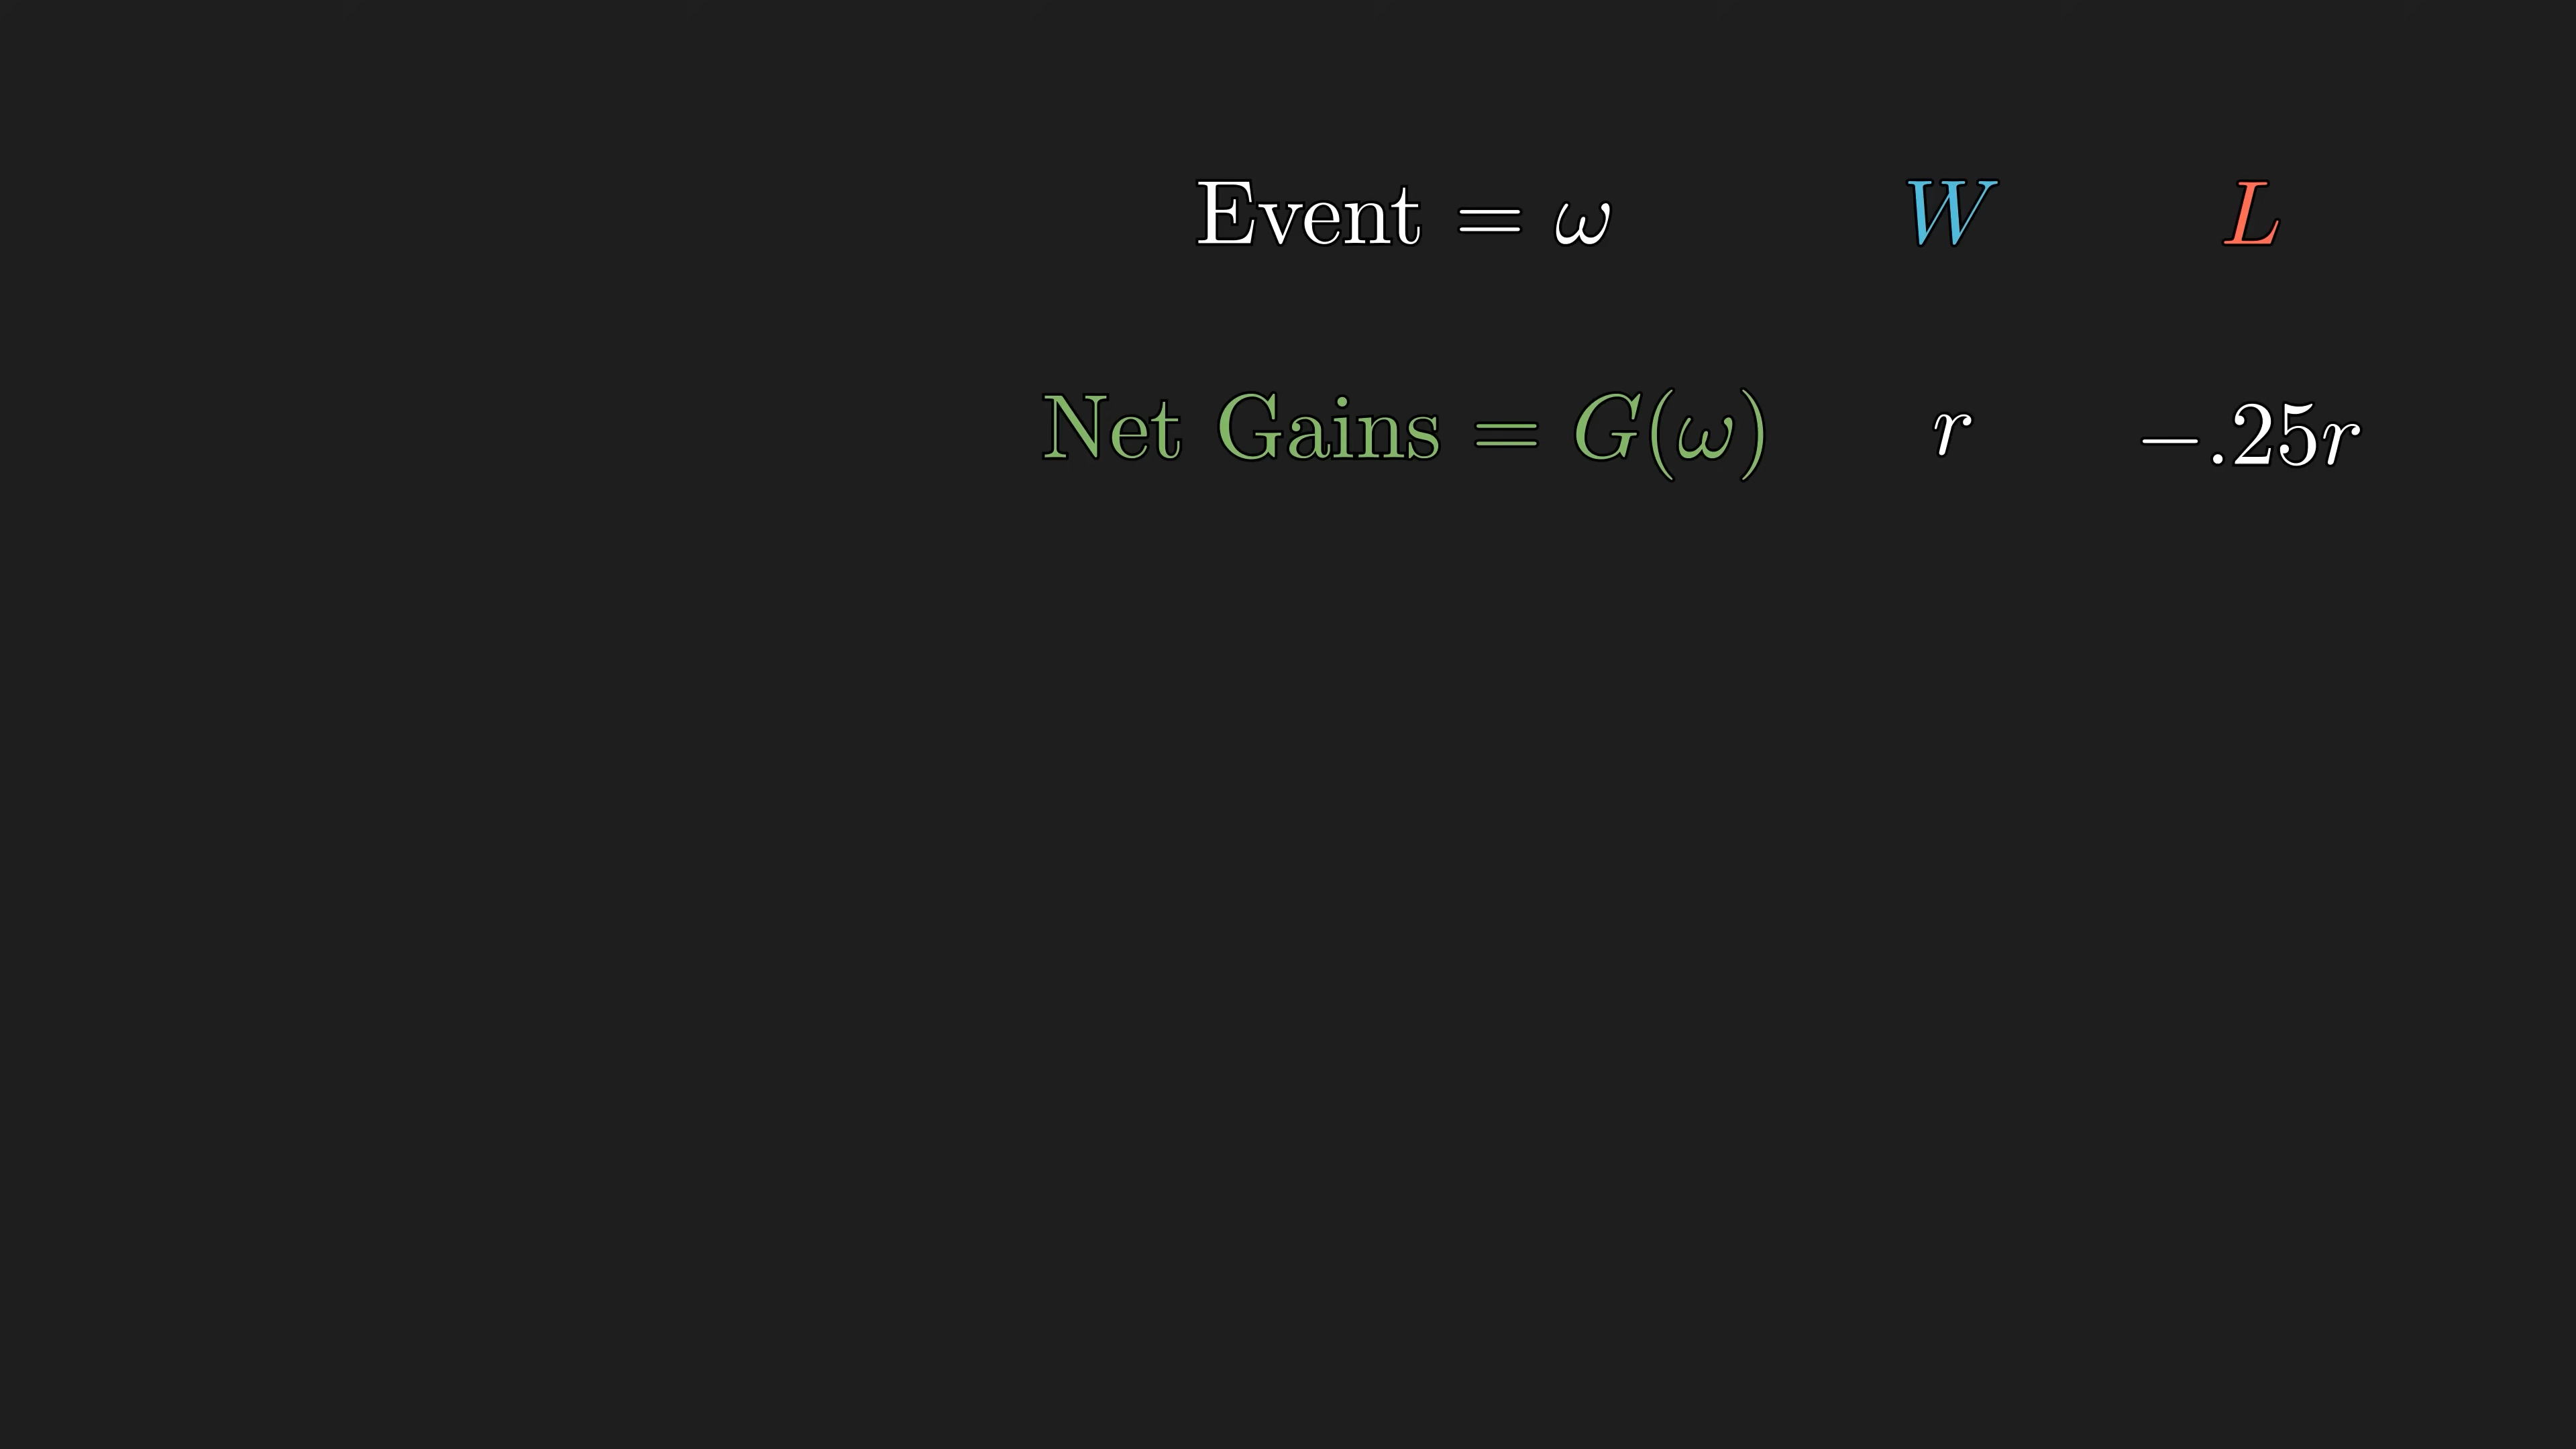 Event = ω W L
Net Gains = G(ω) r −.25r